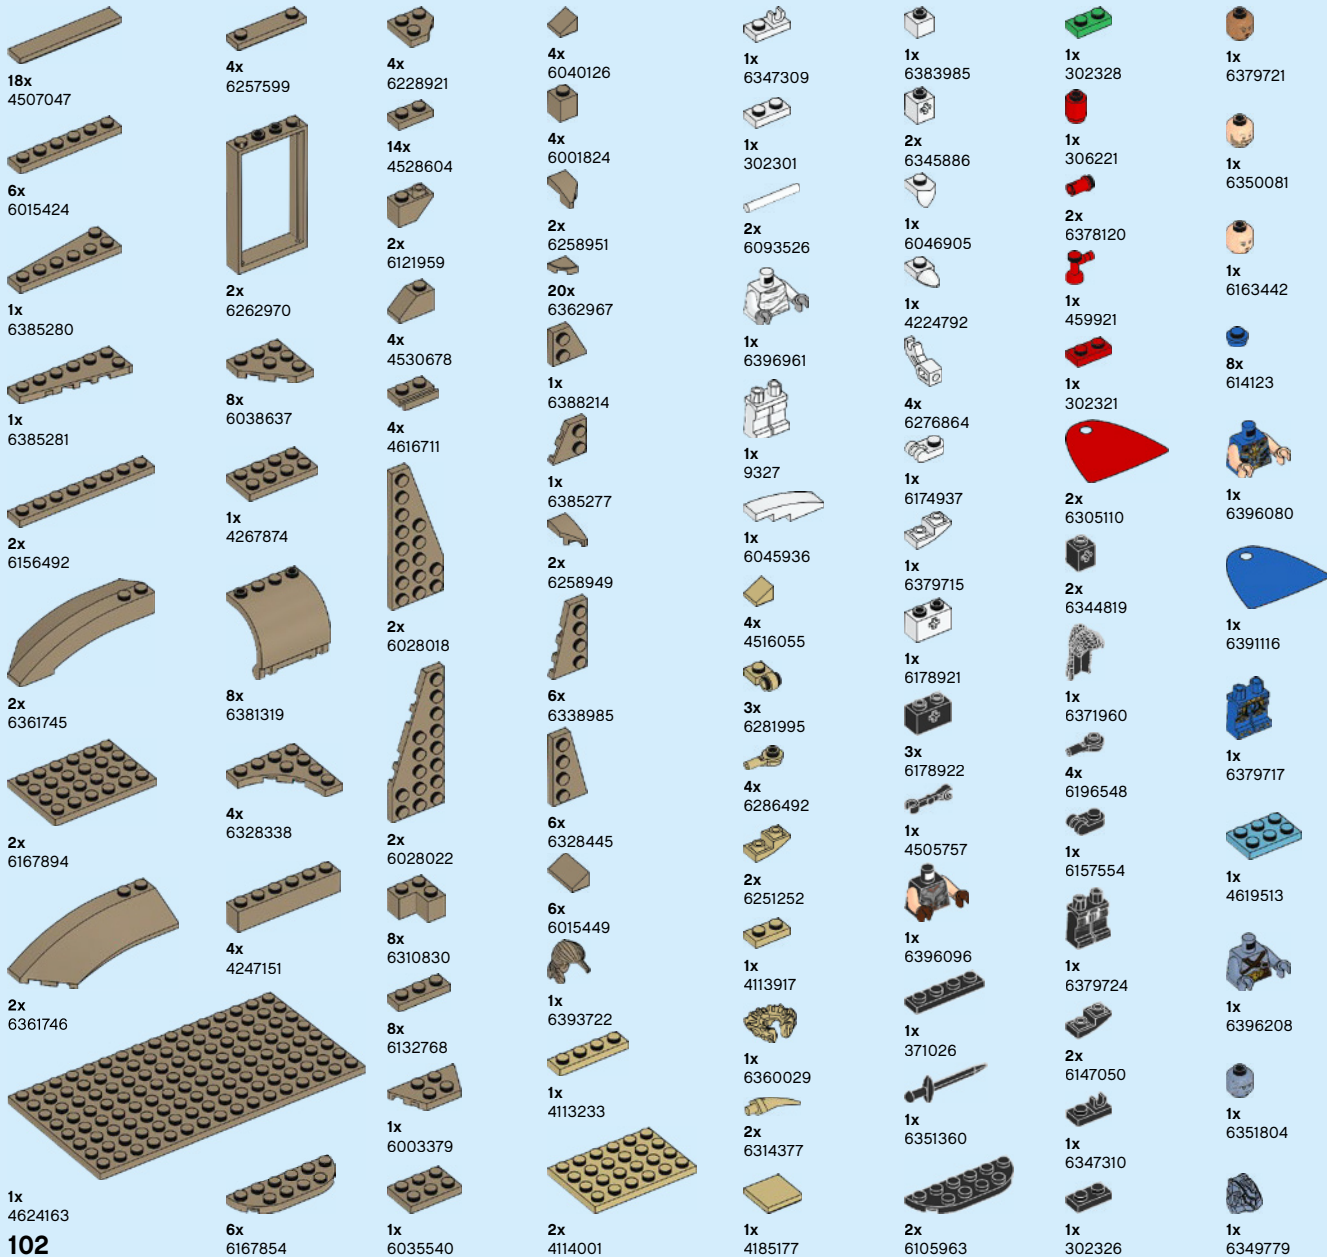 18x
4507047
6x
6015424
1x
6385280
1x
6385281
2x
6156492
2x
6361745
2x
6167894
2x
6361746
1x
4624163
102
4x
6257599
2x
6262970
8x
6038637
1x
4267874
8x
6381319
4x
6328338
4x
4247151
6x
6167854
4x
6228921
14x
4528604
2x
6121959
4x
4530678
4x
4616711
2x
6028018
2x
6028022
8x
6310830
8x
6132768
1x
6003379
1x
6035540
4x
6040126
4x
6001824
2x
6258951
20x
6362967
1x
6388214
1x
6385277
2x
6258949
6x
6338985
6x
6328445
6x
6015449
1x
6393722
1x
4113233
2x
4114001
1x
6347309
1x
302301
2x
6093526
1x
6396961
1x
9327
1x
6045936
4x
4516055
3x
6281995
4x
6286492
2x
6251252
1x
4113917
1x
6360029
2x
6314377
1x
4185177
1x
6383985
2x
6345886
1x
6046905
1x
4224792
4x
6276864
1x
6174937
1x
6379715
1x
6178921
3x
6178922
1x
4505757
1x
6396096
1x
371026
1x
6351360
2x
6105963
1x
302328
1x
306221
2x
6378120
1x
459921
1x
302321
2x
6305110
2x
6344819
1x
6371960
4x
6196548
1x
6157554
1x
6379724
2x
6147050
1x
6347310
1x
302326
1x
6379721
1x
6350081
1x
6163442
8x
614123
1x
6396080
1x
6391116
1x
6379717
1x
4619513
1x
6396208
1x
6351804
1x
6349779